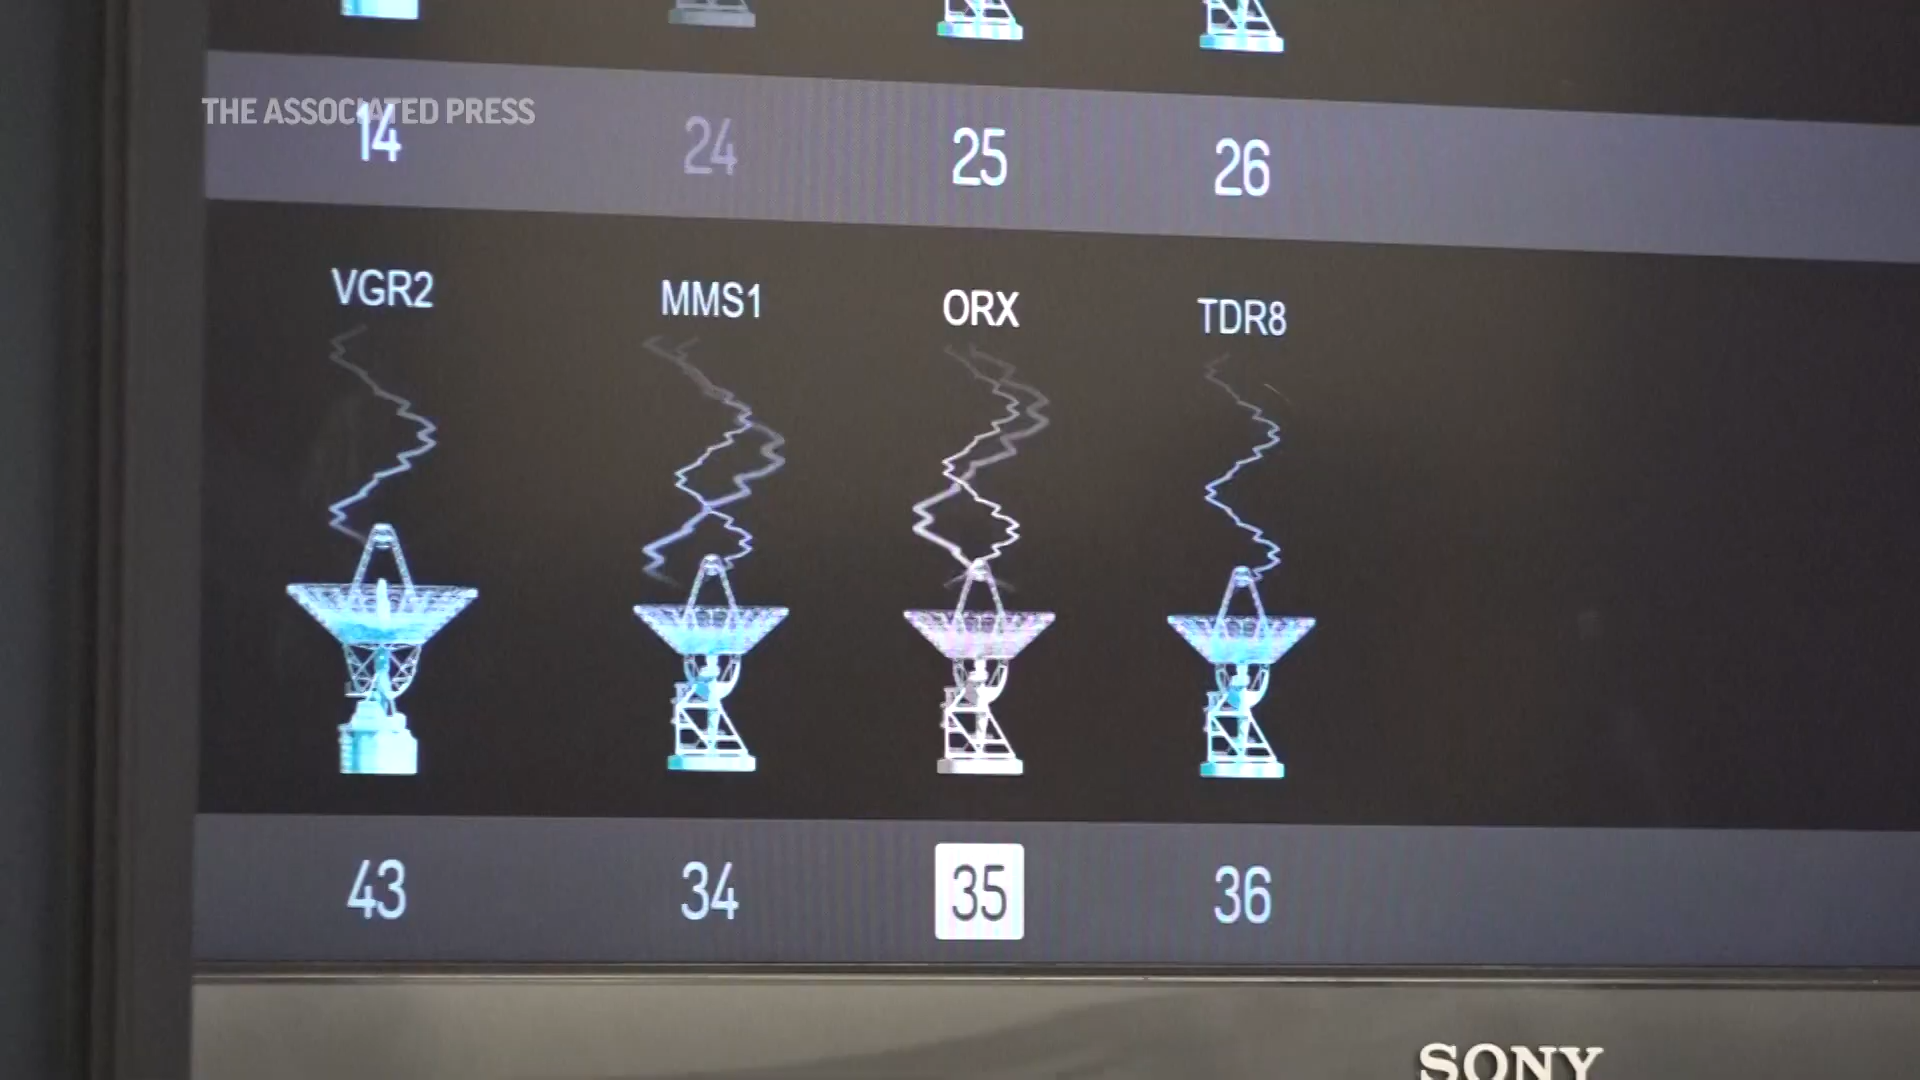 THE ASSOCIATED PRESS
14 24 25 26
VGR2 MMS1 ORX TDR8
43 34 35 36
SONY